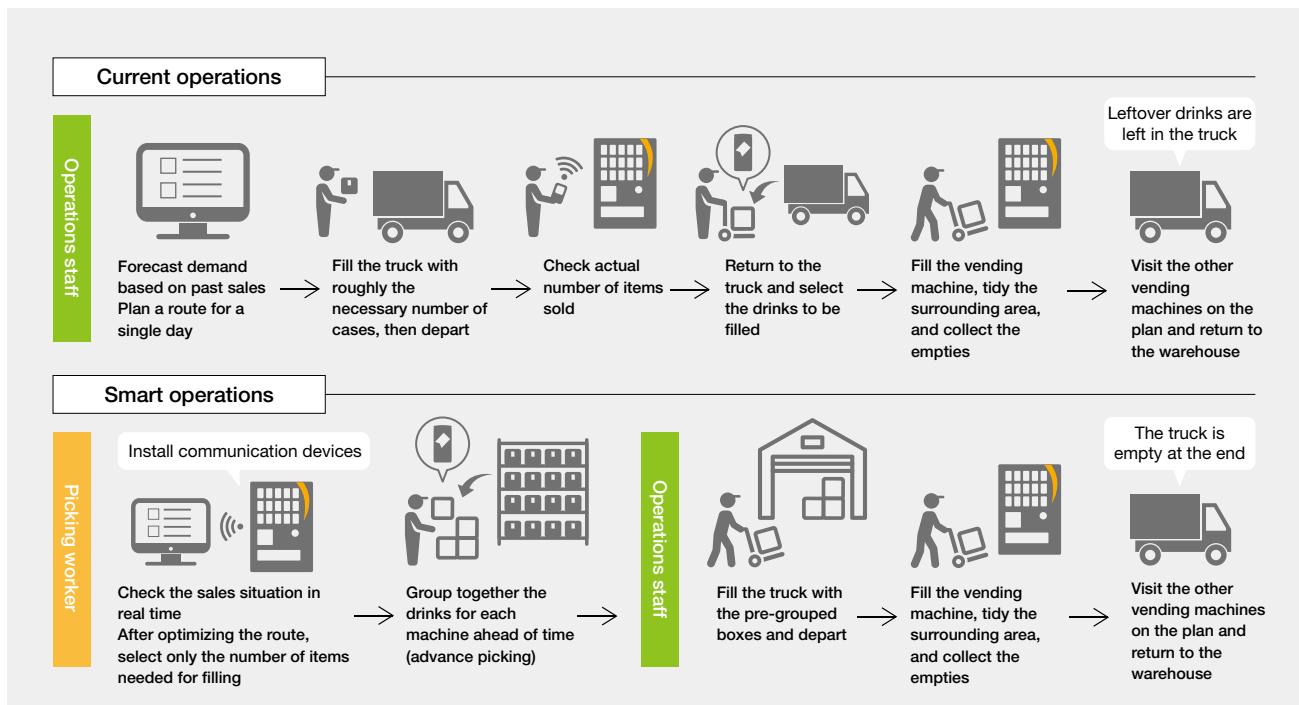 Current operations
Operations staff
Forecast demand
based on past sales
Plan a route for a
single day
Fill the truck with
roughly the
necessary number of
cases, then depart
Check actual
number of items
sold
Return to the
truck and select
the drinks to be
filled
Fill the vending
machine, tidy the
surrounding area,
and collect the
empties
Leftover drinks are
left in the truck
Visit the other
vending
machines on the
plan and return to
the warehouse
Smart operations
Picking worker
Install communication devices
Check the sales situation in
real time
After optimizing the route,
select only the number of items
needed for filling
Group together the
drinks for each
machine ahead of time
(advance picking)
Operations staff
Fill the truck with
the pre-grouped
boxes and depart
Fill the vending
machine, tidy the
surrounding area,
and collect the
empties
The truck is
empty at the end
Visit the other
vending machines
on the plan and
return to the
warehouse